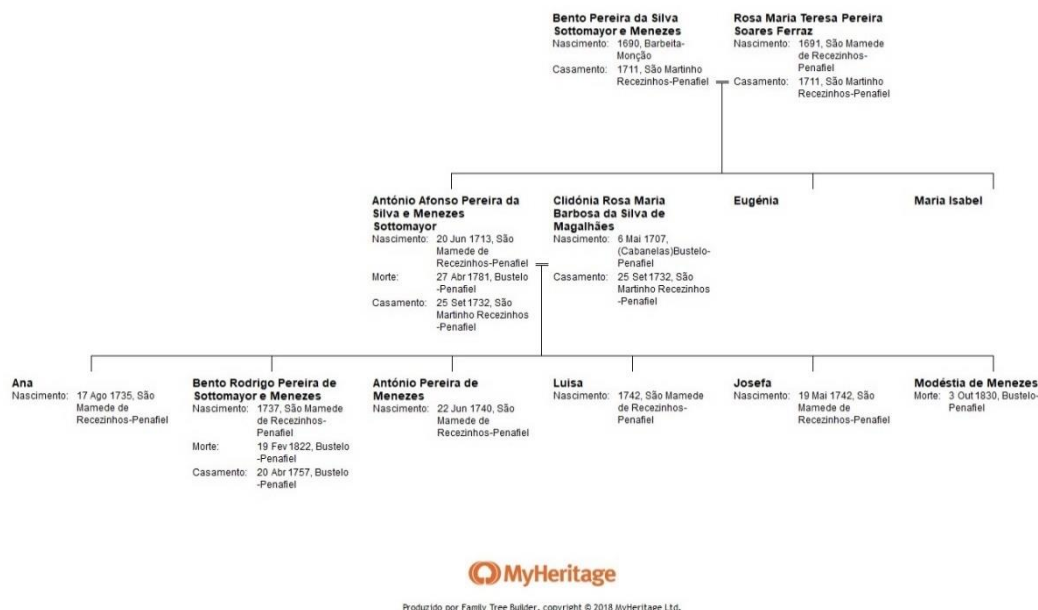 Bento Pereira da Silva
Sottomayor e Menezes
Nascimento: 1690, Barbeita-
Monção
Casamento: 1711, São Martinho
Recezinhos-Penafiel
Rosa Maria Teresa Pereira
Soares Ferraz
Nascimento: 1691, São Mamede
de Recezinhos-
Penafiel
Casamento: 1711, São Martinho
Recezinhos-Penafiel
António Afonso Pereira da
Silva e Menezes
Sottomayor
Nascimento: 20 Jun 1713, São
Mamede de
Recezinhos-Penafiel
Morte: 27 Abr 1781, Bustelo
-Penafiel
Casamento: 25 Set 1732, São
Martinho Recezinhos
-Penafiel
Clidónia Rosa Maria
Barbosa da Silva de
Magalhães
Nascimento: 6 Mai 1707,
(Cabanelas)Bustelo-
Penafiel
Casamento: 25 Set 1732, São
Martinho Recezinhos
-Penafiel
Eugénia
Maria Isabel
Ana
Nascimento: 17 Ago 1735, São
Mamede de
Recezinhos-Penafiel
Bento Rodrigo Pereira de
Sottomayor e Menezes
Nascimento: 1737, São Mamede
de Recezinhos-
Penafiel
Morte: 19 Fev 1822, Bustelo
-Penafiel
Casamento: 20 Abr 1757, Bustelo
-Penafiel
António Pereira de
Menezes
Nascimento: 22 Jun 1740, São
Mamede de
Recezinhos-Penafiel
Luisa
Nascimento: 1742, São Mamede
de Recezinhos-
Penafiel
Josefa
Nascimento: 19 Mai 1742, São
Mamede de
Recezinhos-Penafiel
Modéstia de Menezes
Morte: 3 Out 1830, Bustelo-
Penafiel
MyHeritage
Produzido por Family Tree Builder, copyright © 2018 MyHeritage Ltd.